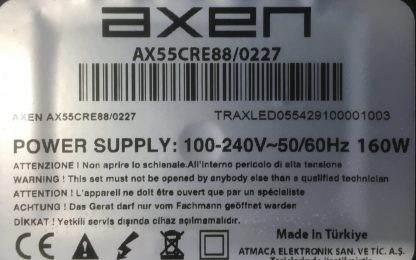 axen
AX55CRE88/0227
AXEN AX55CRE88/0227 TRAXLED055429100001003
POWER SUPPLY: 100-240V~50/60Hz 160W
ATTENZIONE ! Non aprire lo schienale.All'interno pericolo di alta tensione
WARNING ! This set must not be opened by anybody else than a qualified technician
ATTENTION ! L'appareil ne doit être ouvert que par un spécialiste
ACHTUNG ! Das Gerat darf nur vom Fachmann geöffnet warden
DİKKAT ! Yetkili servis dışında cihazı açılmamalıdır.
Made In Türkiye
ATMACA ELEKTRONİK SAN. VE TİC. A.Ş.